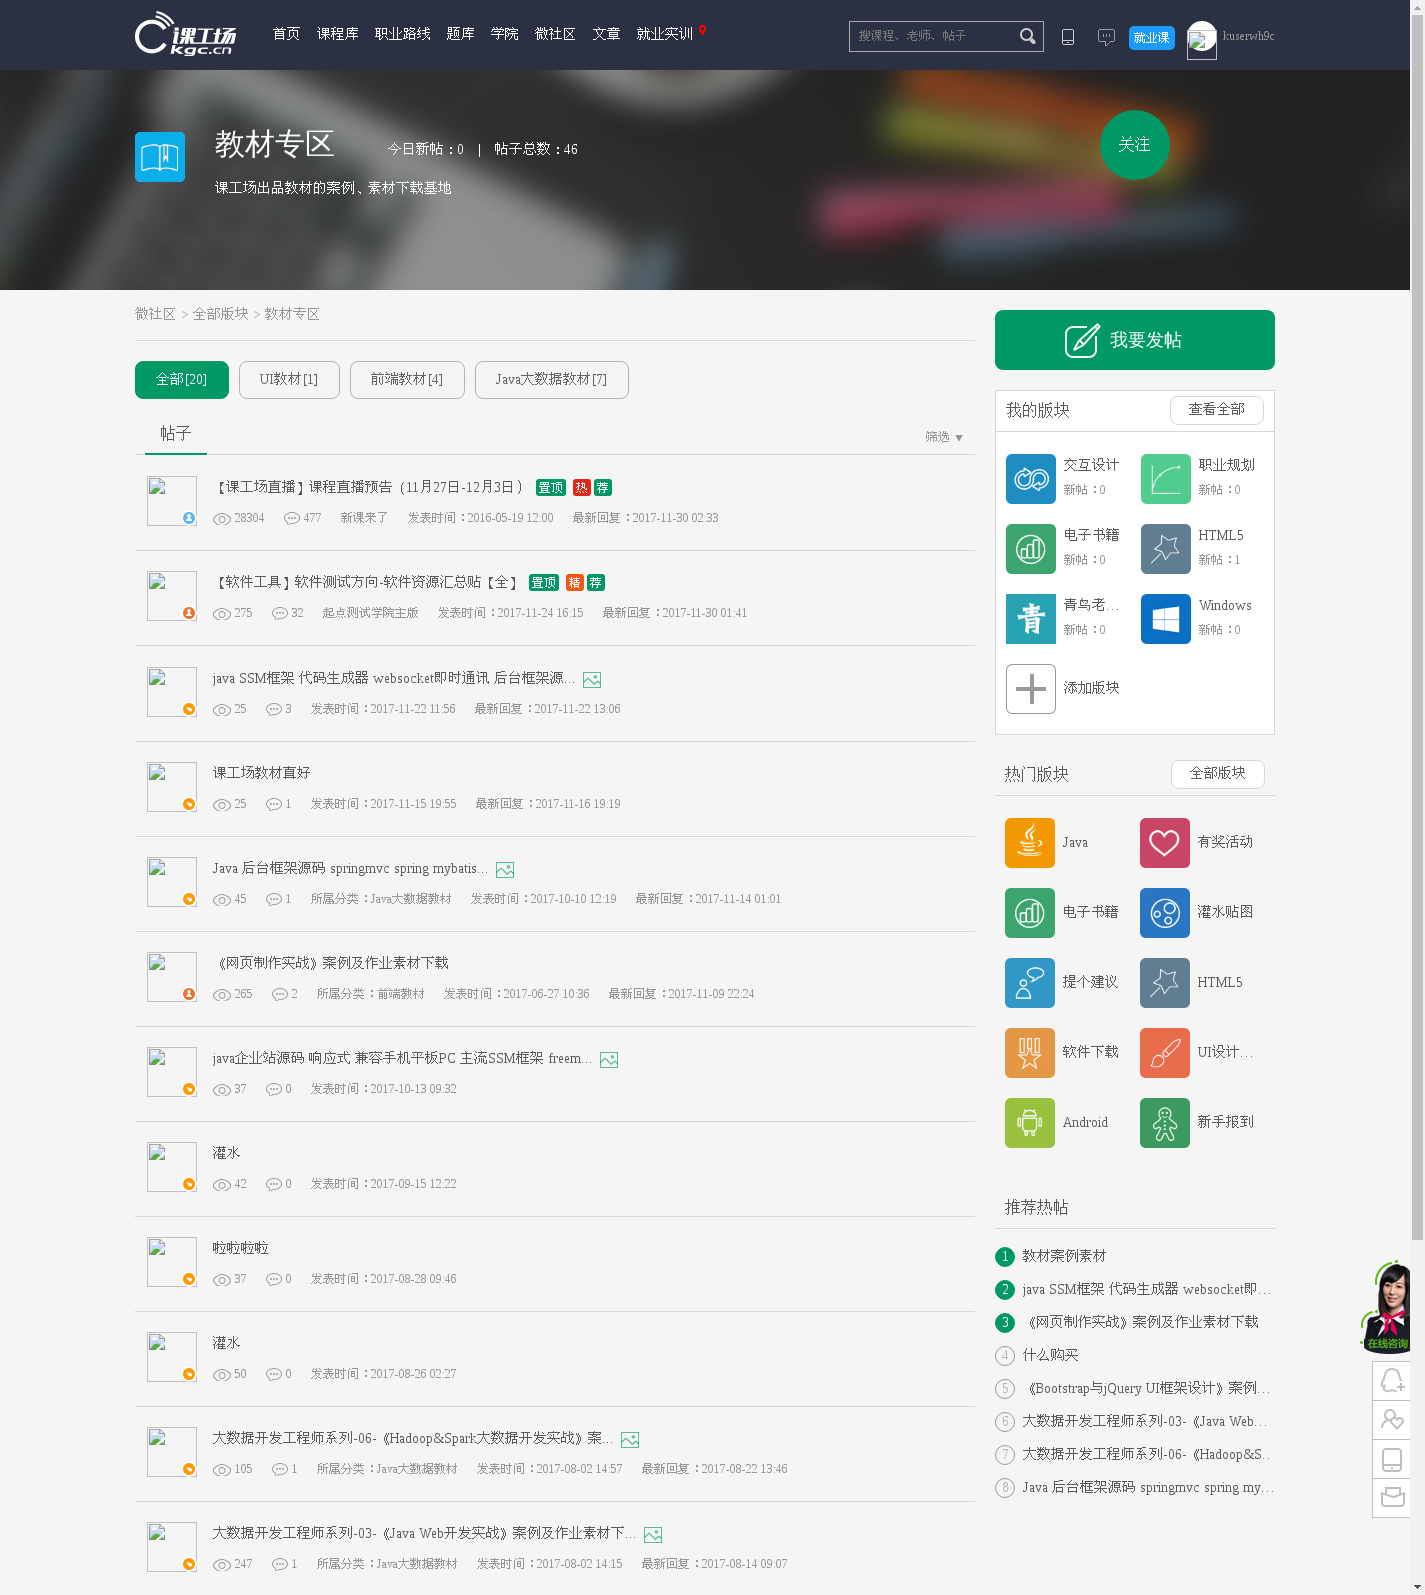 课工场
kgc.cn
首页 课程库 职业路线 题库 学院 微社区 文章 就业实训
搜课程、老师、帖子
就业课
kuserwh9c
教材专区 今日新帖：0 | 帖子总数：46
课工场出品教材的案例、素材下载基地
关注
微社区 > 全部版块 > 教材专区
全部[20] UI教材[1] 前端教材[4] Java大数据教材[7]
帖子 筛选
【课工场直播】课程直播预告（11月27日-12月3日） 置顶 热 荐
28304 477 新课来了 发表时间：2016-05-19 12:00 最新回复：2017-11-30 02:33
【软件工具】软件测试方向-软件资源汇总贴【全】 置顶 精 荐
275 32 起点测试学院主版 发表时间：2017-11-24 16:15 最新回复：2017-11-30 01:41
java SSM框架 代码生成器 websocket即时通讯 后台框架源...
25 3 发表时间：2017-11-22 11:56 最新回复：2017-11-22 13:06
课工场教材直好
25 1 发表时间：2017-11-15 19:55 最新回复：2017-11-16 19:19
Java 后台框架源码 springmvc spring mybatis...
45 1 所属分类：Java大数据教材 发表时间：2017-10-10 12:19 最新回复：2017-11-14 01:01
《网页制作实战》案例及作业素材下载
265 2 所属分类：前端教材 发表时间：2017-06-27 10:36 最新回复：2017-11-09 22:24
java企业站源码 响应式 兼容手机平板PC 主流SSM框架 freem...
37 0 发表时间：2017-10-13 09:32
灌水
42 0 发表时间：2017-09-15 12:22
啦啦啦啦
37 0 发表时间：2017-08-28 09:46
灌水
50 0 发表时间：2017-08-26 02:27
大数据开发工程师系列-06-《Hadoop&Spark大数据开发实战》案...
105 1 所属分类：Java大数据教材 发表时间：2017-08-02 14:57 最新回复：2017-08-22 13:46
大数据开发工程师系列-03-《Java Web开发实战》案例及作业素材下...
247 1 所属分类：Java大数据教材 发表时间：2017-08-02 14:15 最新回复：2017-08-14 09:07
我要发帖
我的版块 查看全部
交互设计
新帖：0
职业规划
新帖：0
电子书籍
新帖：0
HTML5
新帖：1
青
青鸟老...
新帖：0
Windows
新帖：0
添加版块
热门版块 全部版块
Java 有奖活动
电子书籍 灌水贴图
提个建议 HTML5
软件下载 UI设计...
Android 新手报到
推荐热帖
1 教材案例素材
2 java SSM框架 代码生成器 websocket即...
3 《网页制作实战》案例及作业素材下载
4 什么购买
5 《Bootstrap与jQuery UI框架设计》案例...
6 大数据开发工程师系列-03-《Java Web...
7 大数据开发工程师系列-06-《Hadoop&S...
8 Java 后台框架源码 springmvc spring my...
在线咨询